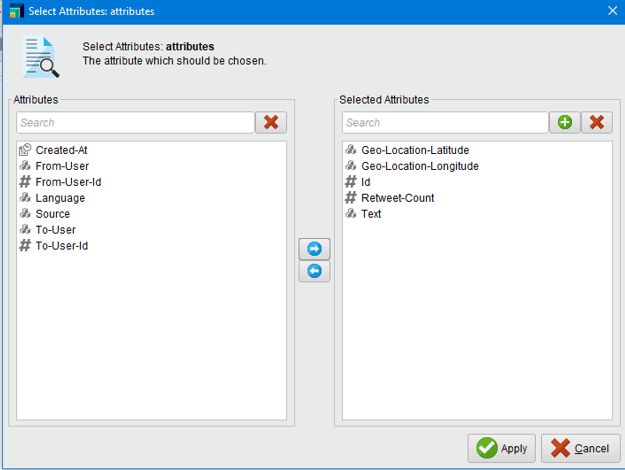 Select Attributes: attributes
Select Attributes: attributes
The attribute which should be chosen.
Attributes
Search
Created-At
From-User
From-User-Id
Language
Source
To-User
To-User-Id
Selected Attributes
Search
Geo-Location-Latitude
Geo-Location-Longitude
Id
Retweet-Count
Text
Apply
Cancel